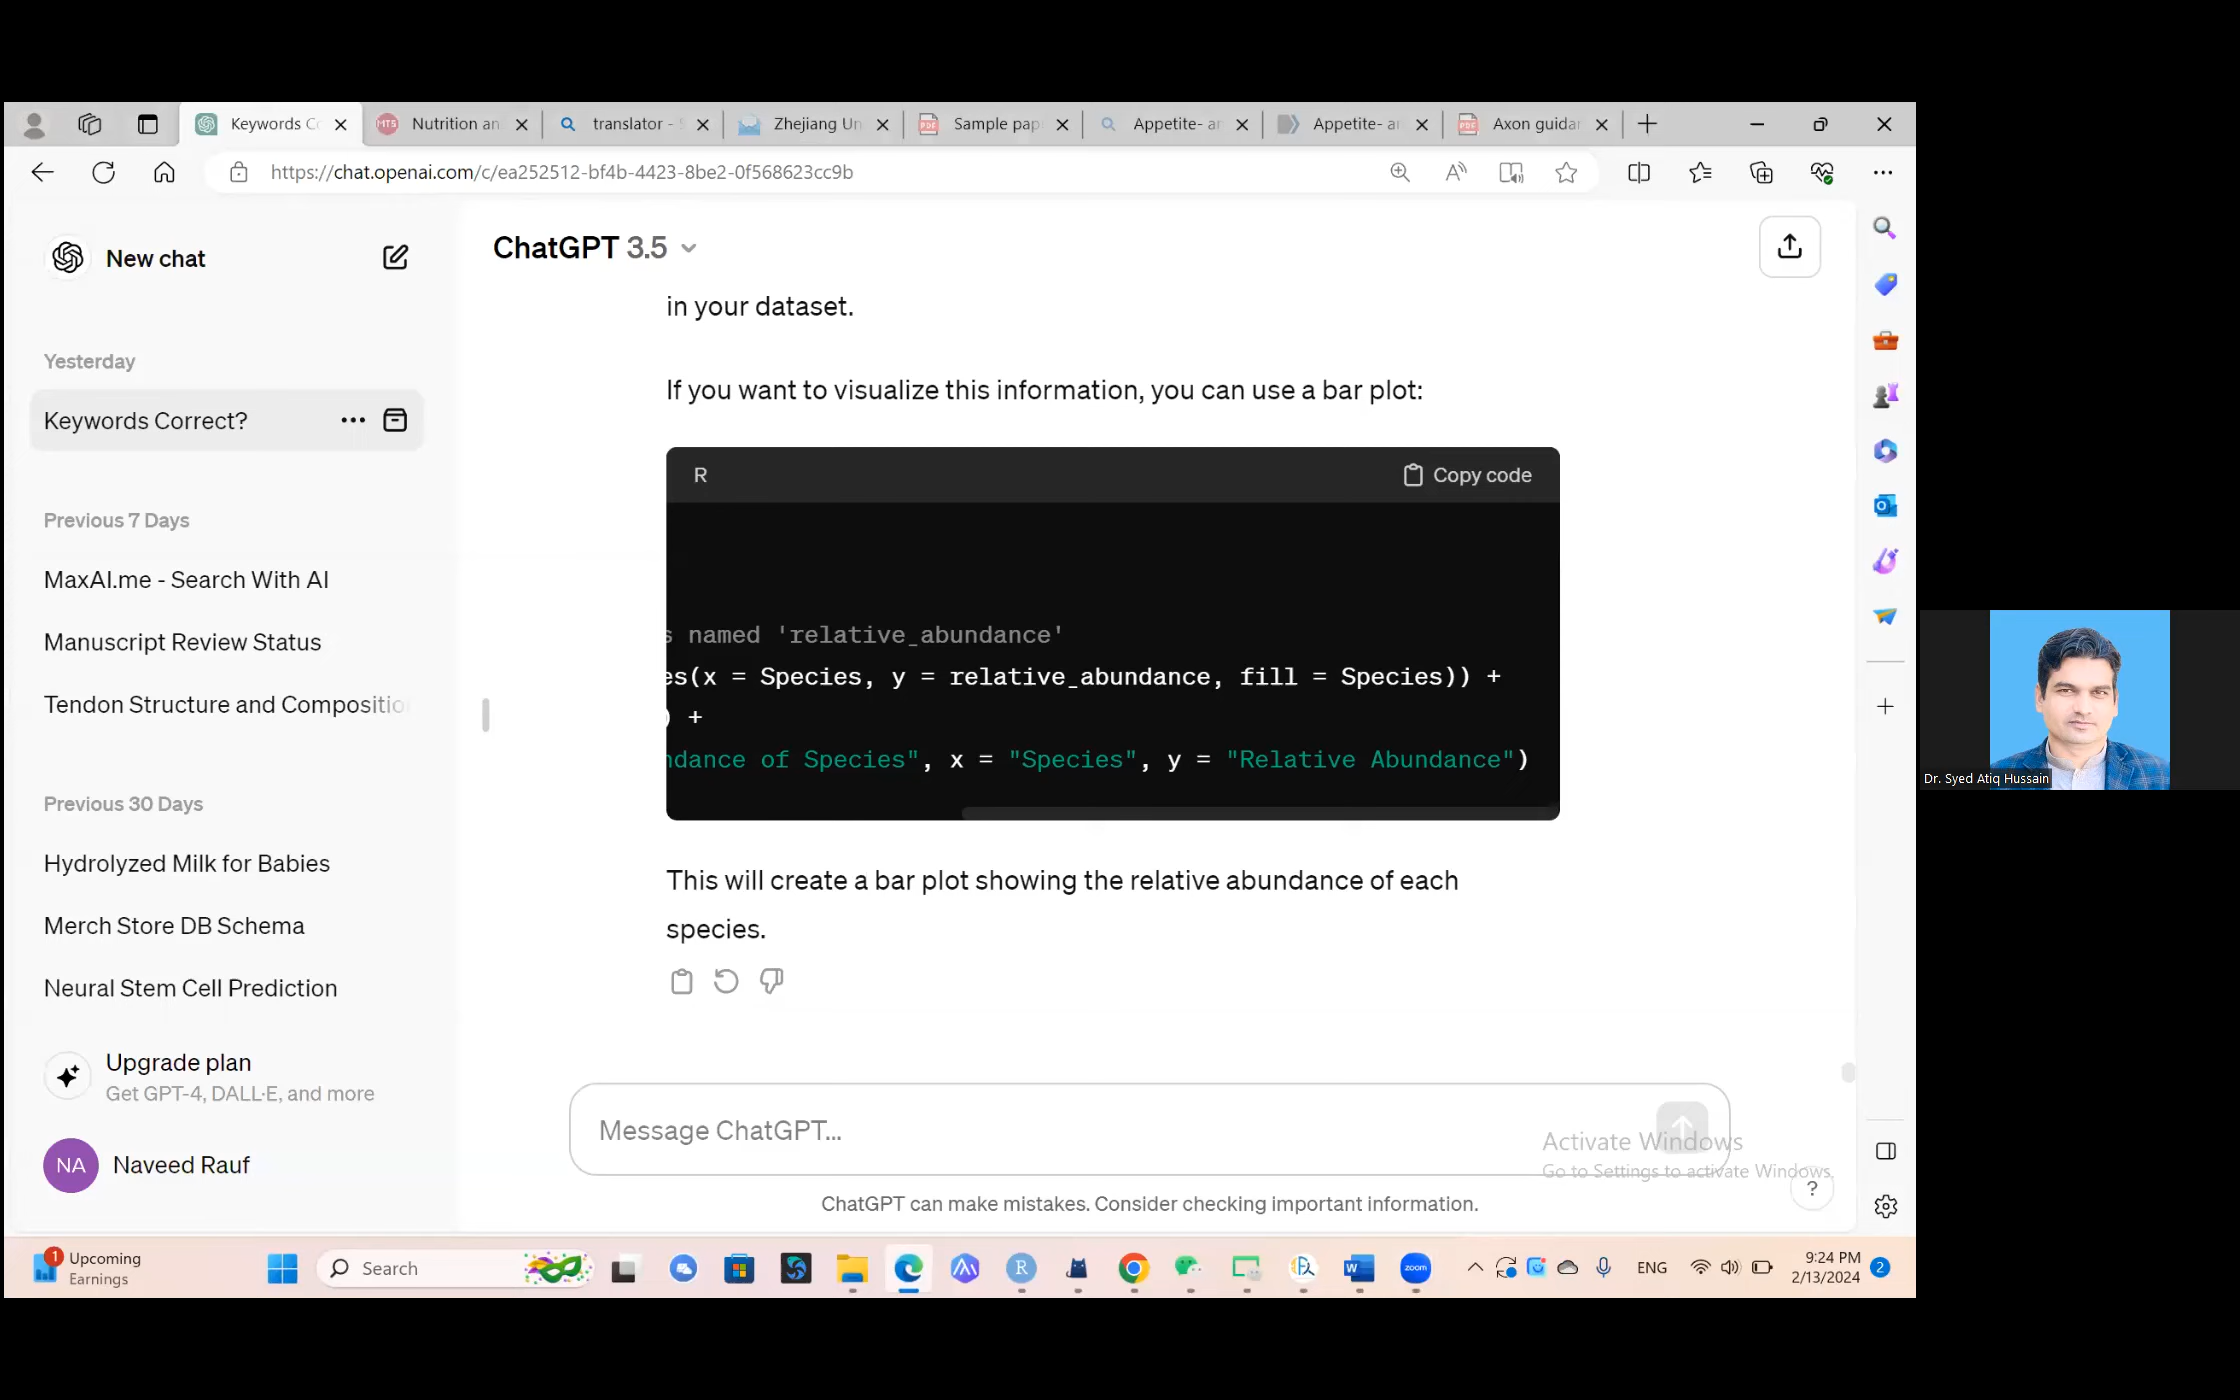 Keywords C
Nutrition an
translator -
Zhejiang Un
Sample pap
Appetite- ar
Appetite- ar
Axon guidar
https://chat.openai.com/c/ea252512-bf4b-4423-8be2-0f568623cc9b
New chat
Yesterday
Keywords Correct?
Previous 7 Days
MaxAI.me - Search With AI
Manuscript Review Status
Tendon Structure and Compositio
Previous 30 Days
Hydrolyzed Milk for Babies
Merch Store DB Schema
Neural Stem Cell Prediction
Upgrade plan
Get GPT-4, DALL·E, and more
NA
Naveed Rauf
ChatGPT 3.5
in your dataset.
If you want to visualize this information, you can use a bar plot:
R
Copy code
s named 'relative_abundance'
es(x = Species, y = relative_abundance, fill = Species)) +
) +
ndance of Species", x = "Species", y = "Relative Abundance")
This will create a bar plot showing the relative abundance of each
species.
Message ChatGPT...
Activate Windows
Go to Settings to activate Windows.
?
ChatGPT can make mistakes. Consider checking important information.
Dr. Syed Atiq Hussain
1
Upcoming
Earnings
Search
R
W
zoom
ENG
9:24 PM
2/13/2024
2